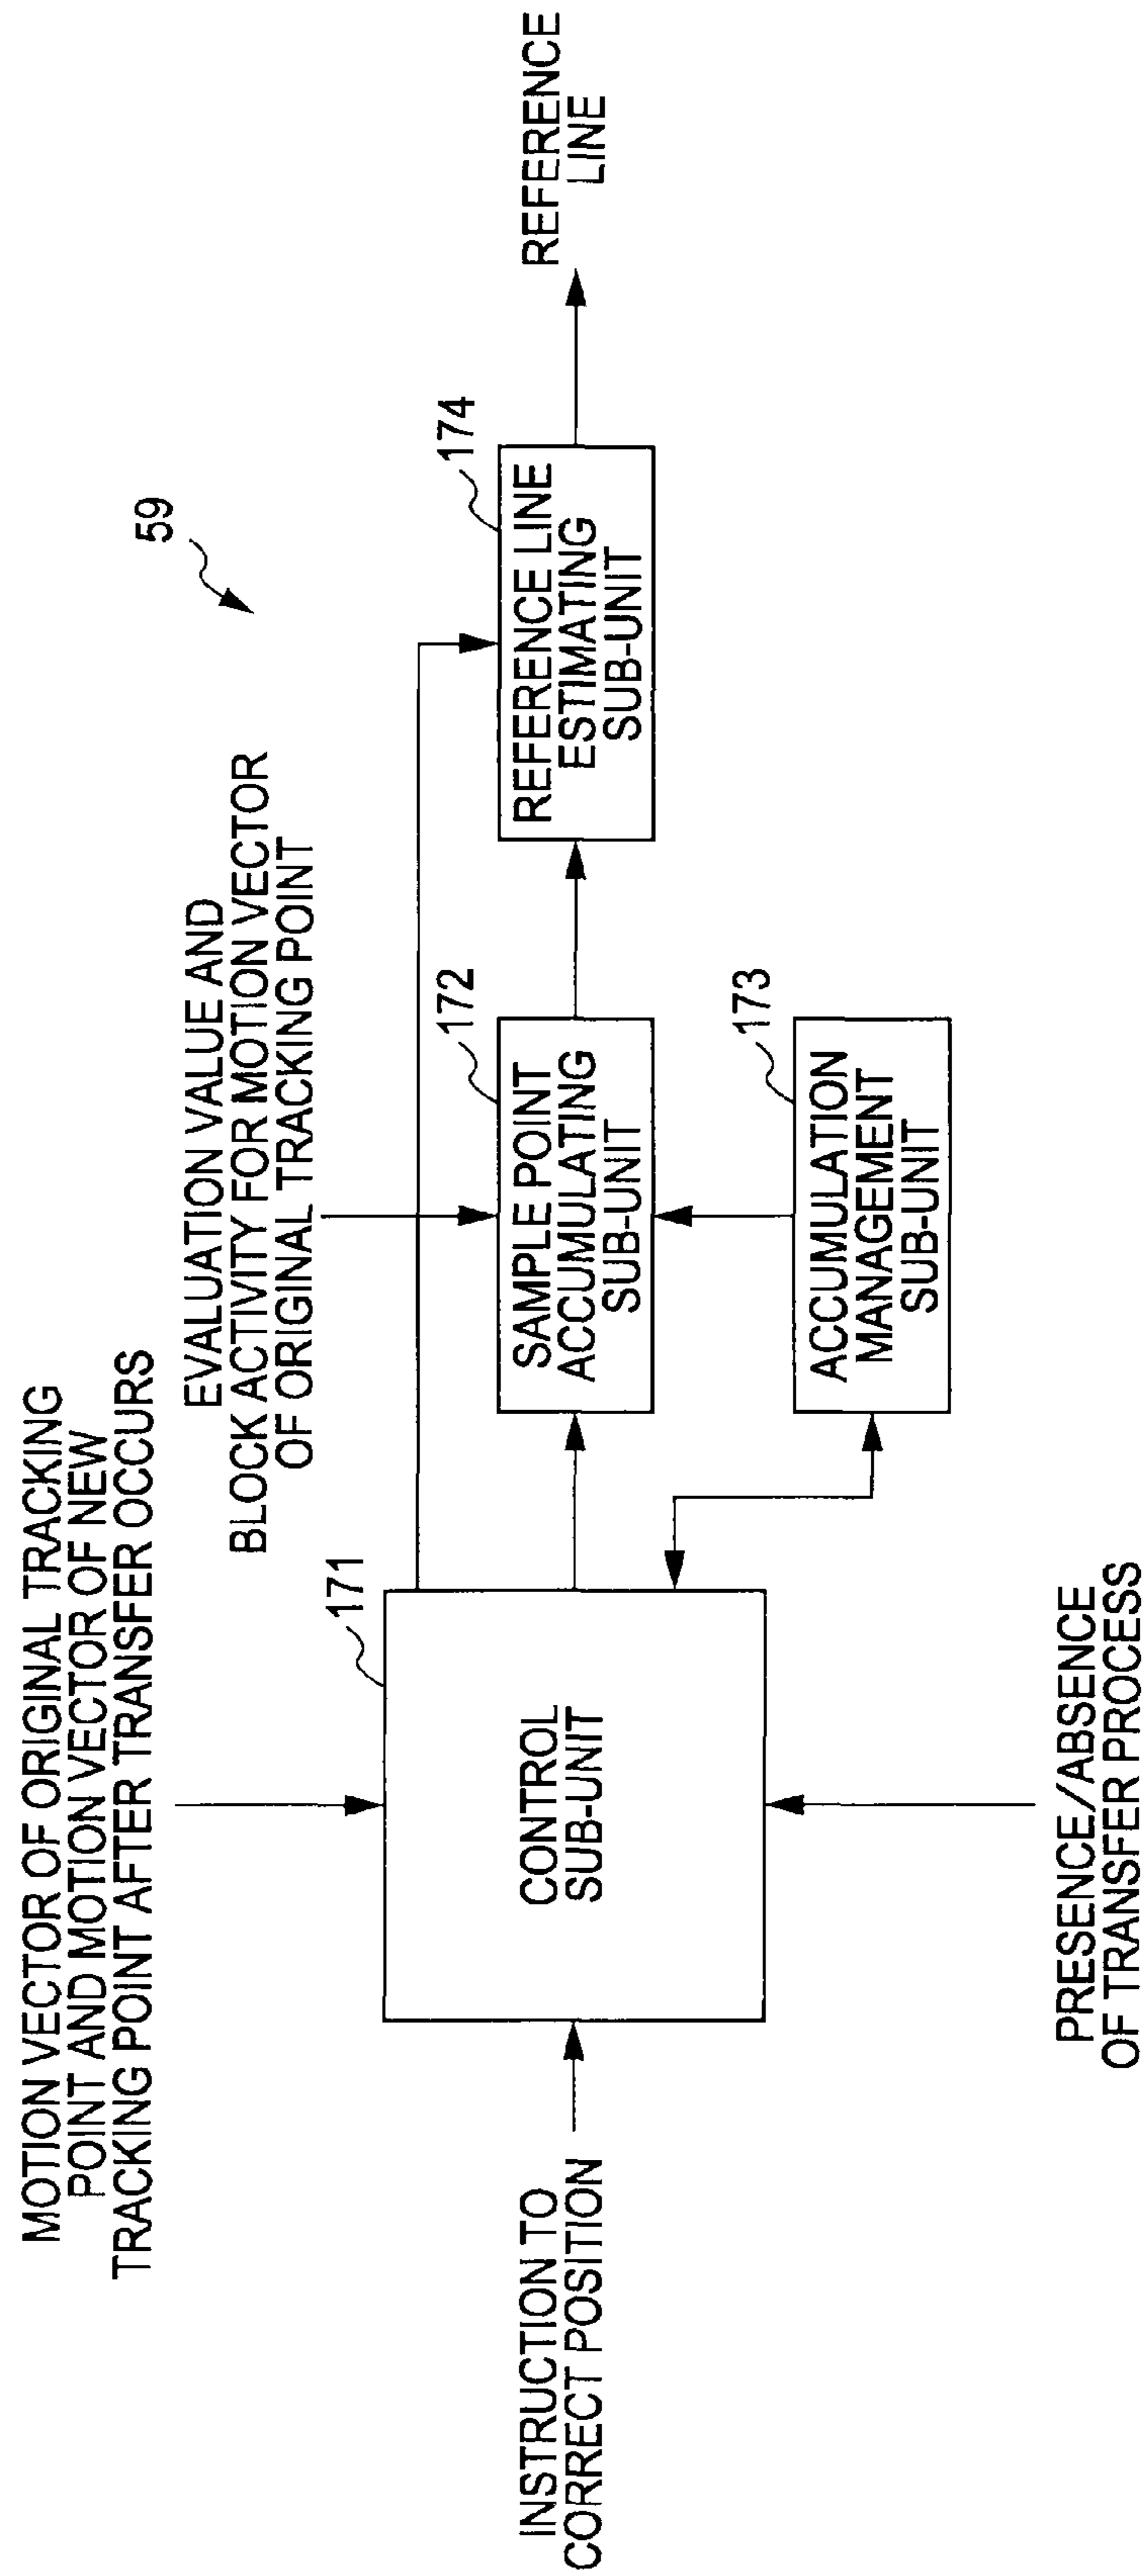 MOTION VECTOR OF ORIGINAL TRACKING
POINT AND MOTION VECTOR OF NEW
TRACKING POINT AFTER TRANSFER OCCURS
59
EVALUATION VALUE AND
BLOCK ACTIVITY FOR MOTION VECTOR
OF ORIGINAL TRACKING POINT
171
172
174
INSTRUCTION TO
CORRECT POSITION
CONTROL
SUB-UNIT
SAMPLE POINT
ACCUMULATING
SUB-UNIT
REFERENCE LINE
ESTIMATING
SUB-UNIT
REFERENCE
LINE
173
ACCUMULATION
MANAGEMENT
SUB-UNIT
PRESENCE/ABSENCE
OF TRANSFER PROCESS